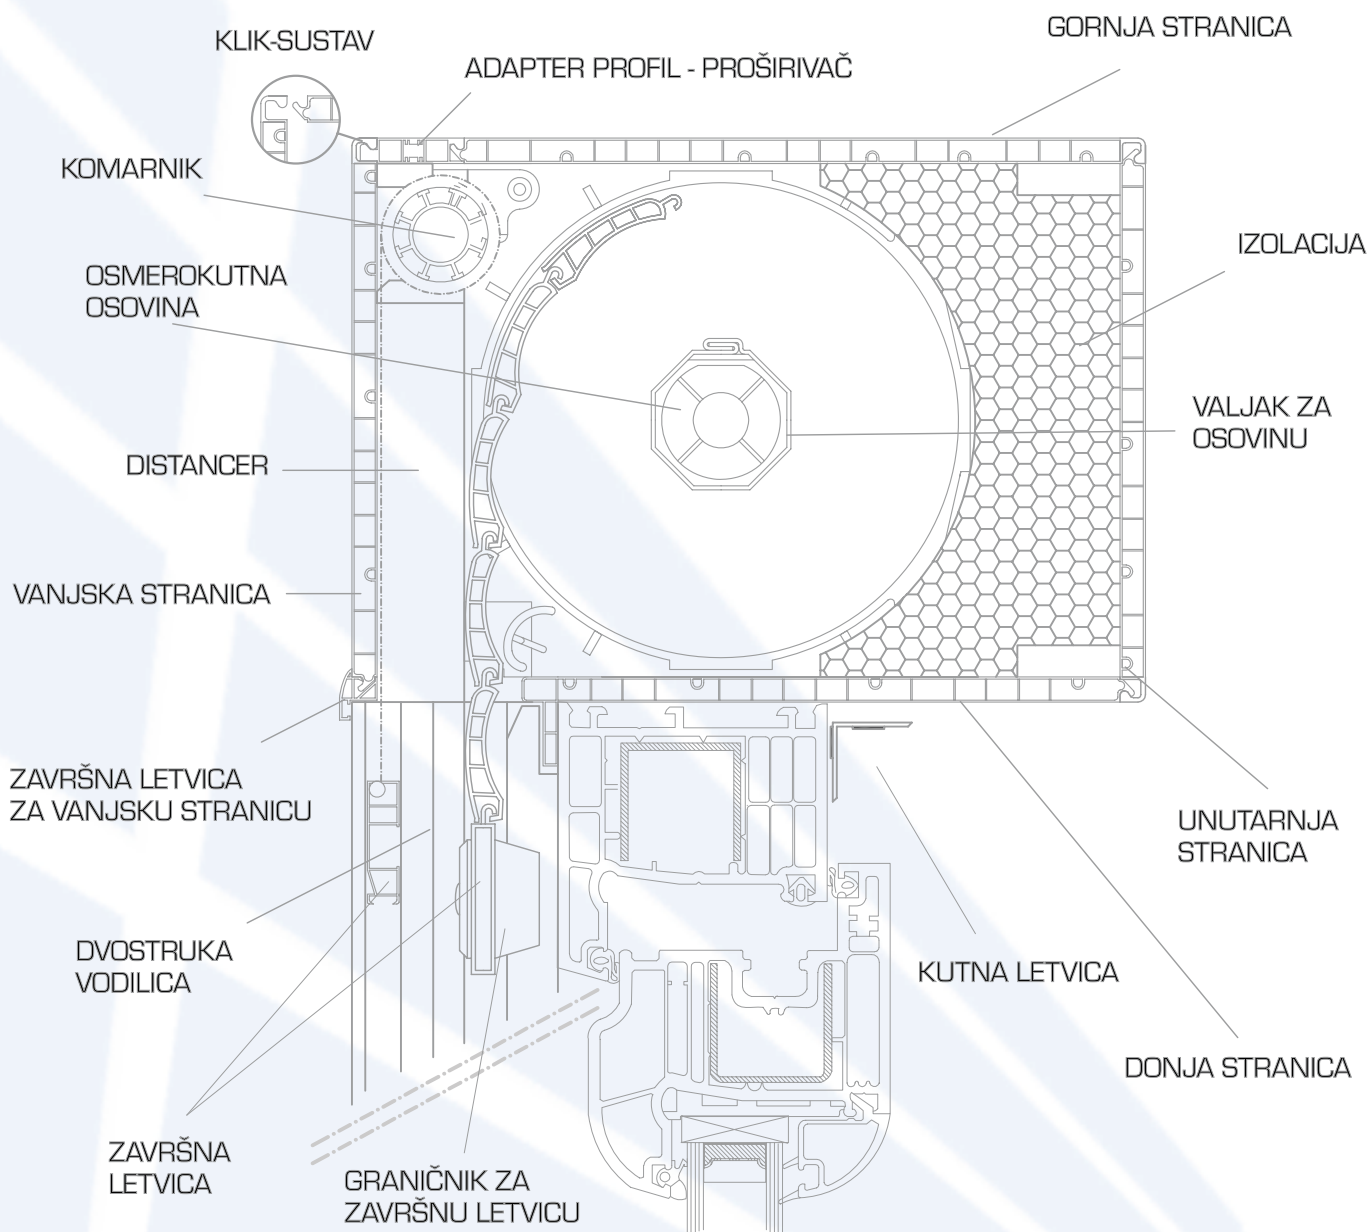 KLIK-SUSTAV
GORNJA STRANICA
ADAPTER PROFIL - PROŠIRIVAČ
KOMARNIK
IZOLACIJA
OSMEROKUTNA
OSOVINA
VALJAK ZA
OSOVINU
DISTANCER
VANJSKA STRANICA
ZAVRŠNA LETVICA
ZA VANJSKU STRANICU
UNUTARNJA
STRANICA
DVOSTRUKA
VODILICA
KUTNA LETVICA
DONJA STRANICA
ZAVRŠNA
LETVICA
GRANIČNIK ZA
ZAVRŠNU LETVICU